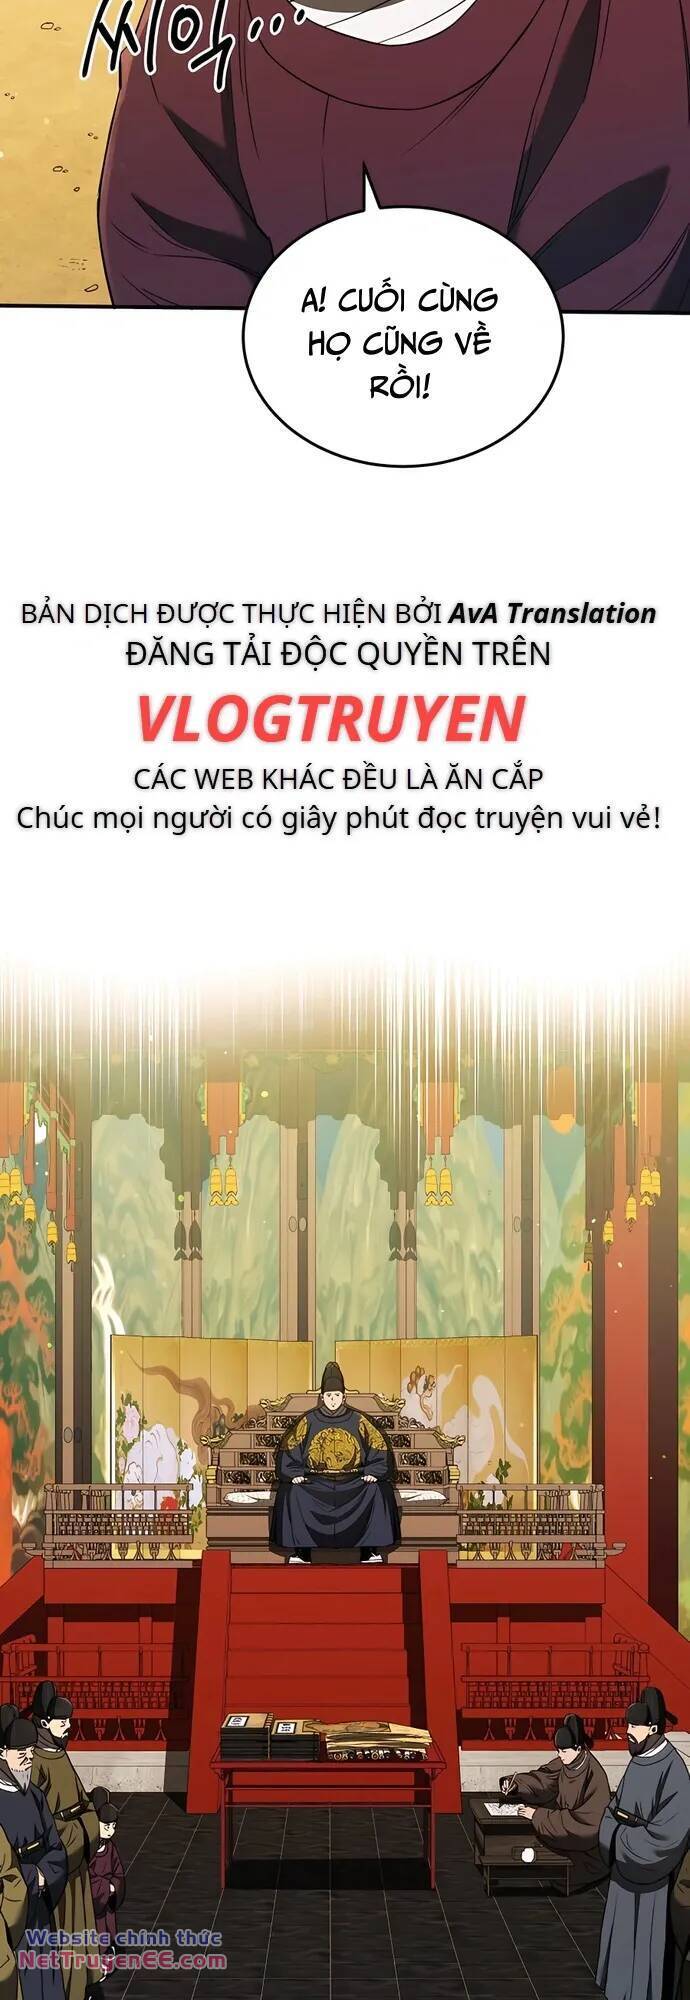 A! CUỐI CÙNG
HỌ CŨNG VỀ
RỒI!
BẢN DỊCH ĐƯỢC THỰC HIỆN BỞI AvA Translation
ĐĂNG TẢI ĐỘC QUYỀN TRÊN
VLOGTRUYEN
CÁC WEB KHÁC ĐỀU LÀ ĂN CẮP
Chúc mọi người có giây phút đọc truyện vui vẻ!
Website chính thức
NetTruyenEE.com